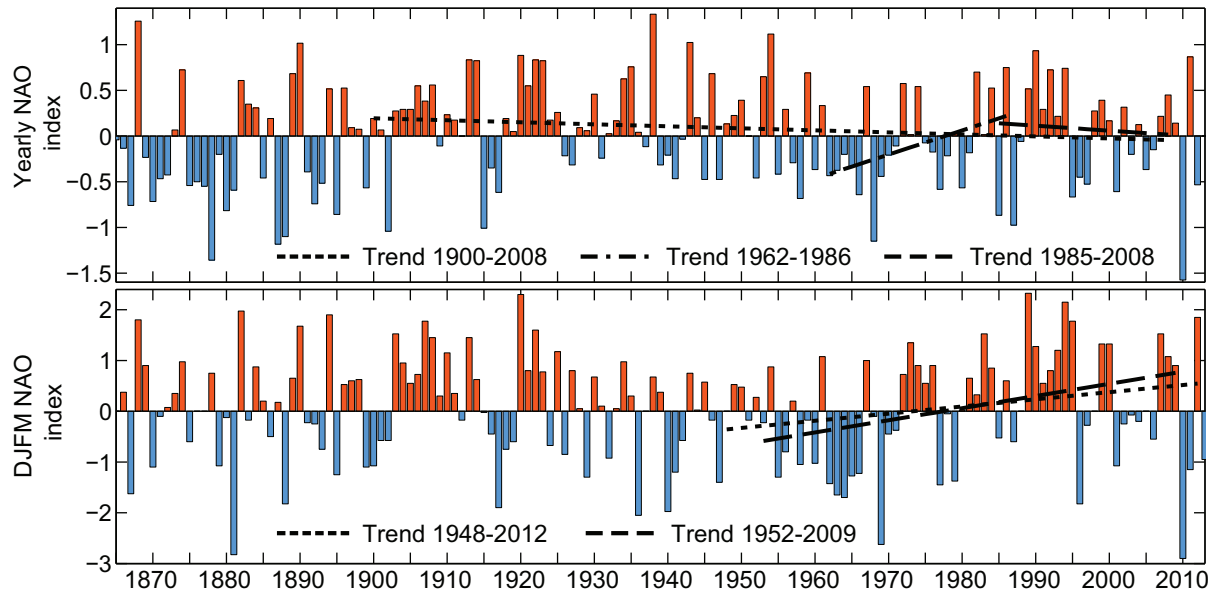 Yearly NAO
index
1
0.5
0
−0.5
−1
−1.5
Trend 1900-2008
Trend 1962-1986
Trend 1985-2008
DJFM NAO
index
2
1
0
−1
−2
−3
Trend 1948-2012
Trend 1952-2009
1870 1880 1890 1900 1910 1920 1930 1940 1950 1960 1970 1980 1990 2000 2010